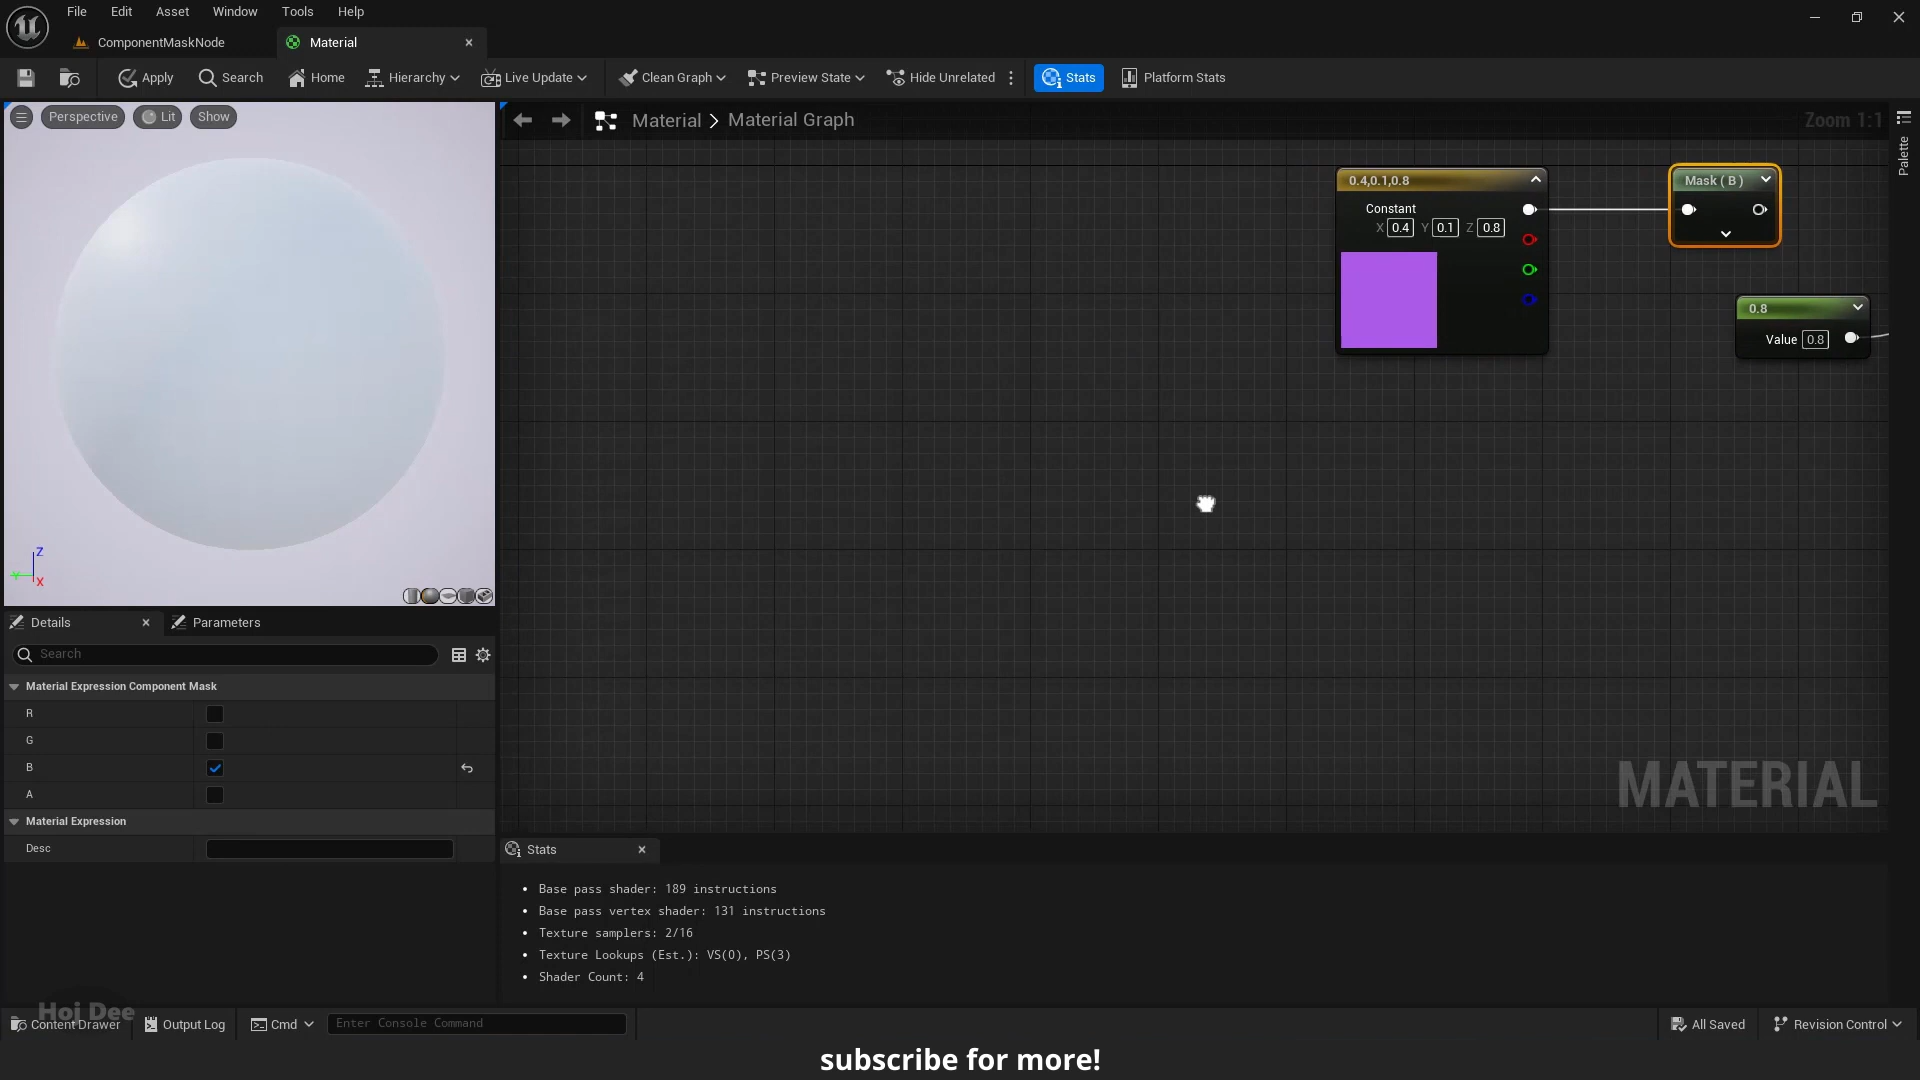 File Edit Asset Window Tools Help
ComponentMaskNode
Material
Apply Search Home Hierarchy Live Update Clean Graph Preview State Hide Unrelated Stats Platform Stats
Perspective Lit Show
Material > Material Graph
Zoom 1:1
Palette
0.4,0.1,0.8
Constant
X 0.4 Y 0.1 Z 0.8
Mask ( B )
0.8
Value 0.8
Z
Y
X
MATERIAL
Details
Parameters
Search
Material Expression Component Mask
R
G
B
A
Material Expression
Desc
Stats
• Base pass shader: 189 instructions
• Base pass vertex shader: 131 instructions
• Texture samplers: 2/16
• Texture Lookups (Est.): VS(0), PS(3)
• Shader Count: 4
Hoj Dee
Content Drawer Output Log Cmd Enter Console Command All Saved Revision Control
subscribe for more!